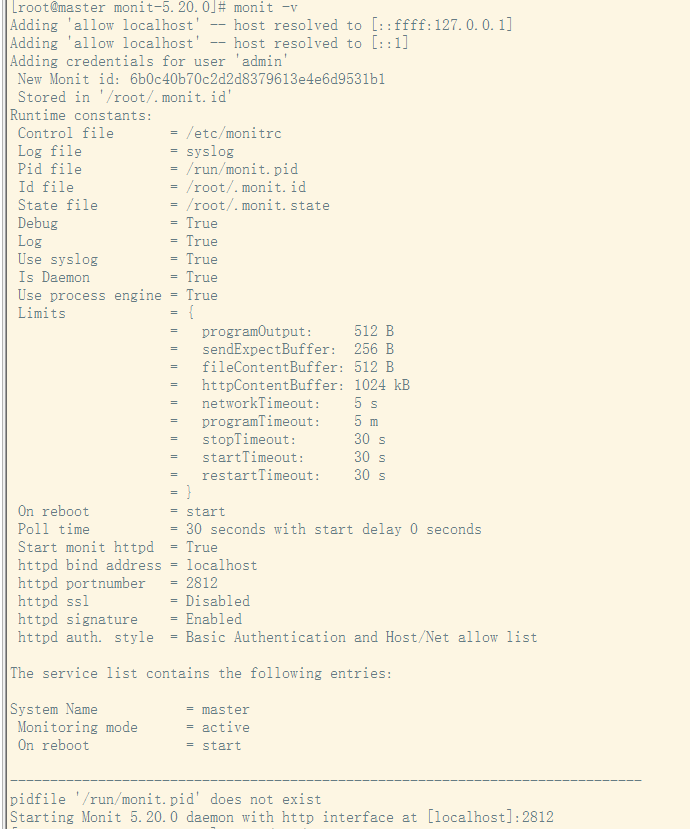 [root@master monit-5.20.0]# monit -v
Adding 'allow localhost' -- host resolved to [::ffff:127.0.0.1]
Adding 'allow localhost' -- host resolved to [::1]
Adding credentials for user 'admin'
New Monit id: 6b0c40b70c2d2d8379613e4e6d9531b1
Stored in '/root/.monit.id'
Runtime constants:
Control file = /etc/monitrc
Log file = syslog
Pid file = /run/monit.pid
Id file = /root/.monit.id
State file = /root/.monit.state
Debug = True
Log = True
Use syslog = True
Is Daemon = True
Use process engine = True
Limits = {
= programOutput: 512 B
= sendExpectBuffer: 256 B
= fileContentBuffer: 512 B
= httpContentBuffer: 1024 kB
= networkTimeout: 5 s
= programTimeout: 5 m
= stopTimeout: 30 s
= startTimeout: 30 s
= restartTimeout: 30 s
= }
On reboot = start
Poll time = 30 seconds with start delay 0 seconds
Start monit httpd = True
httpd bind address = localhost
httpd portnumber = 2812
httpd ssl = Disabled
httpd signature = Enabled
httpd auth. style = Basic Authentication and Host/Net allow list
The service list contains the following entries:
System Name = master
Monitoring mode = active
On reboot = start
-------------------------------------------------------------------------------
pidfile '/run/monit.pid' does not exist
Starting Monit 5.20.0 daemon with http interface at [localhost]:2812